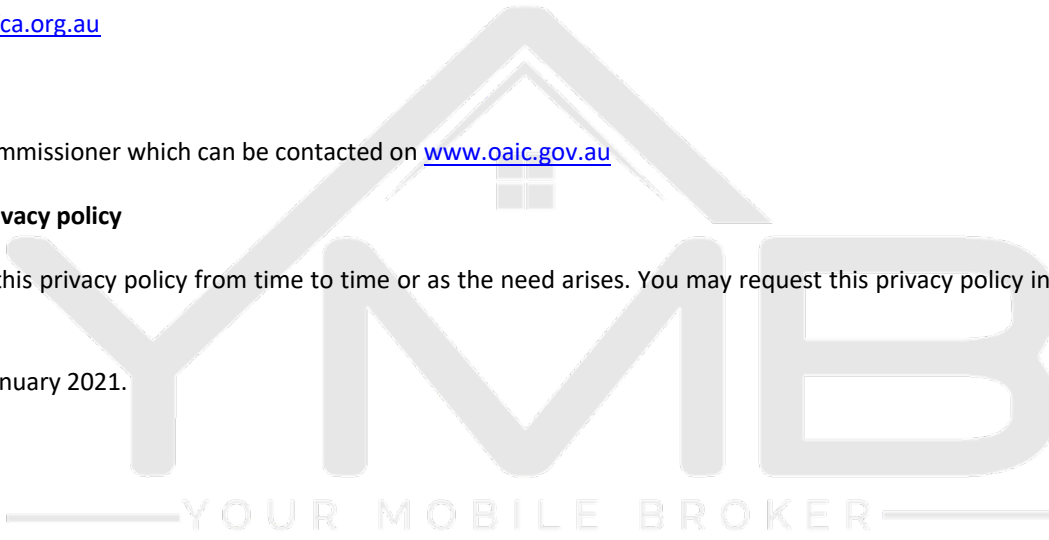 ca.org.au
mmissioner which can be contacted on www.oaic.gov.au
ivacy policy
this privacy policy from time to time or as the need arises. You may request this privacy policy in
nuary 2021.
YMB
YOUR MOBILE BROKER